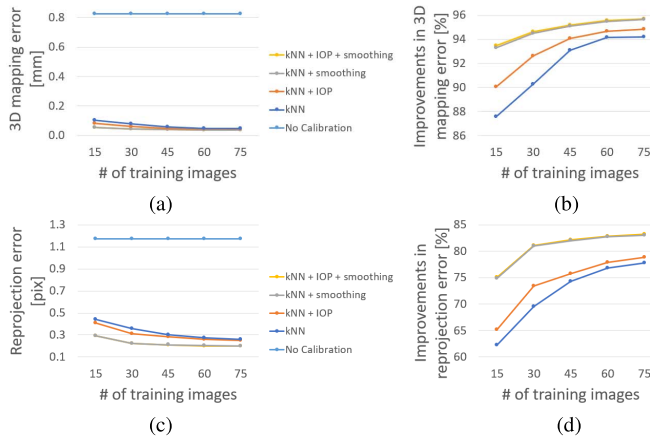 3D mapping error
[mm]
0.8
0.6
0.4
0.2
0.0
15 30 45 60 75
# of training images
(a)
kNN + IOP + smoothing
kNN + smoothing
kNN + IOP
kNN
No Calibration
Improvements in 3D
mapping error [%]
96
94
92
90
88
86
15 30 45 60 75
# of training images
(b)
Reprojection error
[pix]
1.3
1.1
0.9
0.7
0.5
0.3
0.1
15 30 45 60 75
# of training images
(c)
kNN + IOP + smoothing
kNN + smoothing
kNN + IOP
kNN
No Calibration
Improvements in
reprojection error [%]
85
80
75
70
65
60
15 30 45 60 75
# of training images
(d)